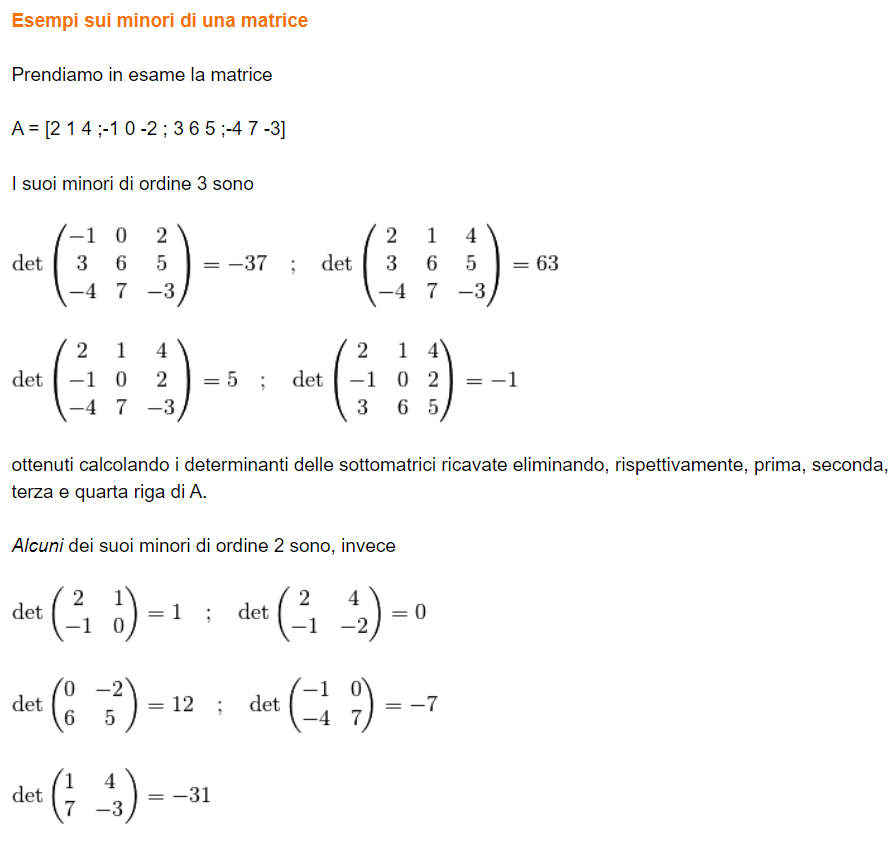 Esempi sui minori di una matrice
Prendiamo in esame la matrice
A = [2 1 4 ;-1 0 -2 ; 3 6 5 ;-4 7 -3]
I suoi minori di ordine 3 sono
det (−1 0 2 ; 3 6 5 ; −4 7 −3) = −37 ; det (2 1 4 ; 3 6 5 ; −4 7 −3) = 63
det (2 1 4 ; −1 0 2 ; −4 7 −3) = 5 ; det (2 1 4 ; −1 0 2 ; 3 6 5) = −1
ottenuti calcolando i determinanti delle sottomatrici ricavate eliminando, rispettivamente, prima, seconda,
terza e quarta riga di A.
Alcuni dei suoi minori di ordine 2 sono, invece
det (2 1 ; −1 0) = 1 ; det (2 4 ; −1 −2) = 0
det (0 −2 ; 6 5) = 12 ; det (−1 0 ; −4 7) = −7
det (1 4 ; 7 −3) = −31